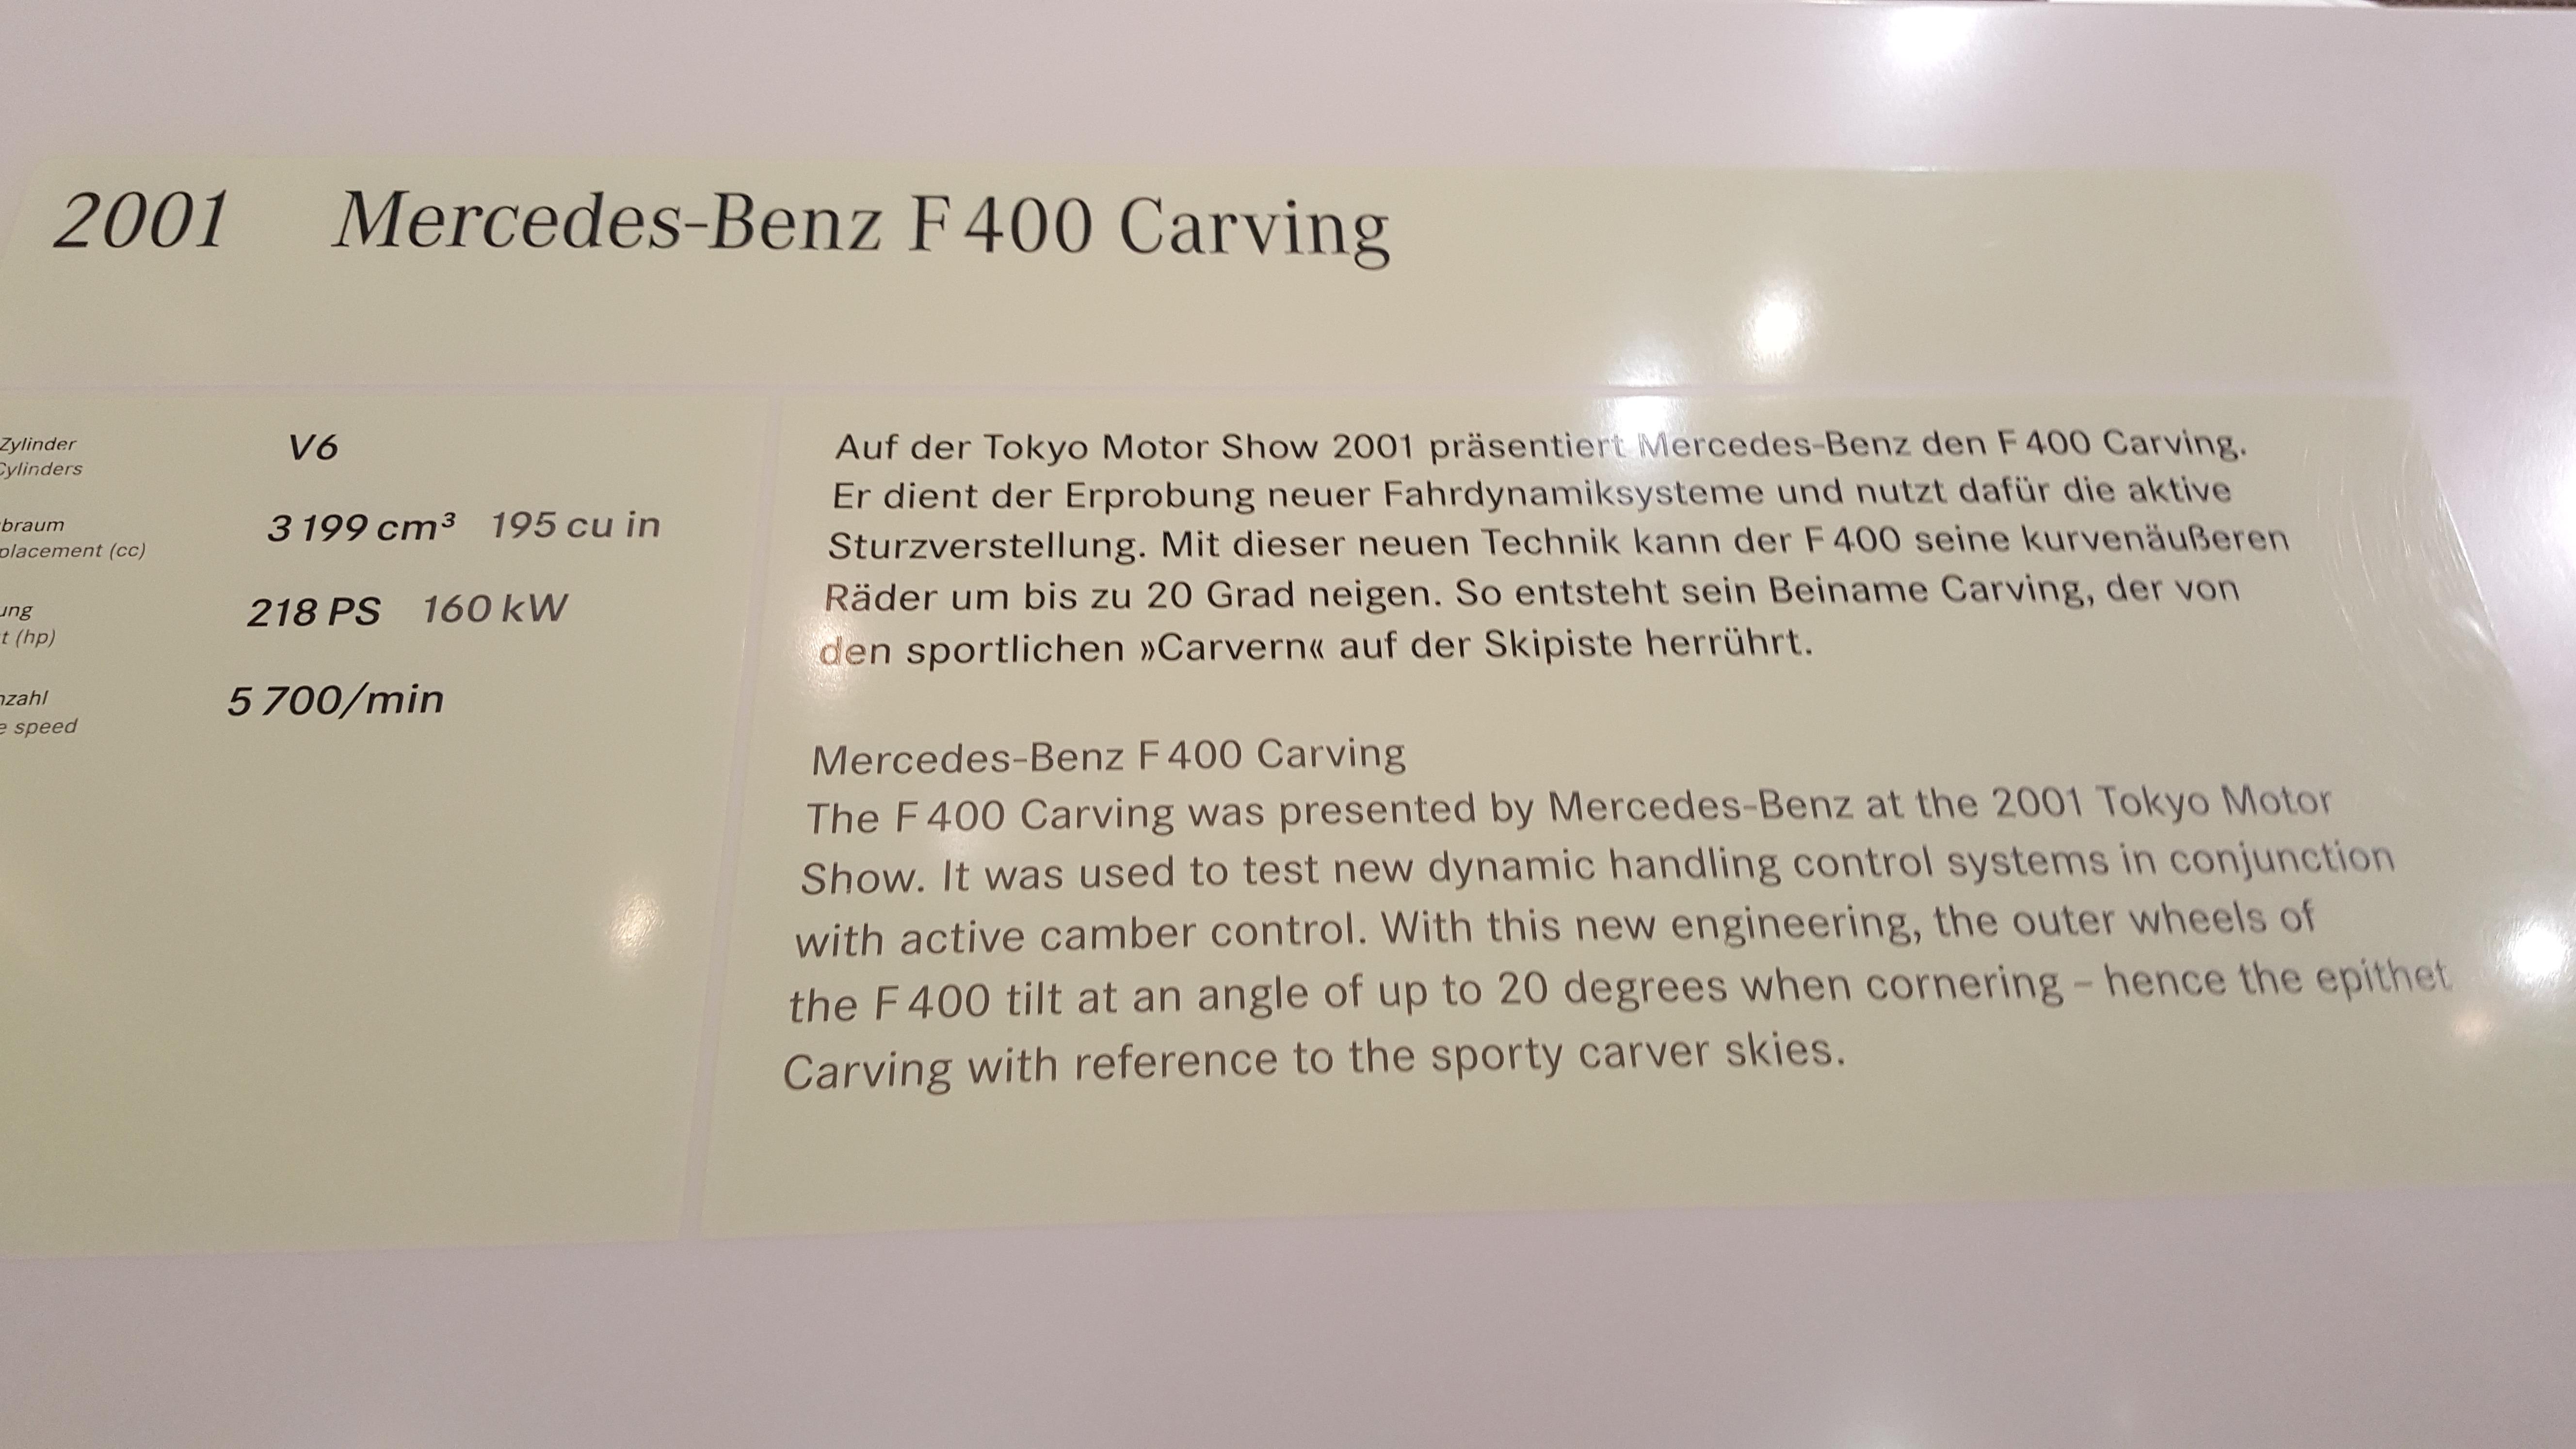 2001 Mercedes-Benz F 400 Carving
Zylinder V6
Cylinders
braum 3 199 cm³ 195 cu in
placement (cc)
ung 218 PS 160 kW
t (hp)
nzahl 5 700/min
e speed
Auf der Tokyo Motor Show 2001 präsentiert Mercedes-Benz den F 400 Carving.
Er dient der Erprobung neuer Fahrdynamiksysteme und nutzt dafür die aktive
Sturzverstellung. Mit dieser neuen Technik kann der F 400 seine kurvenäußeren
Räder um bis zu 20 Grad neigen. So entsteht sein Beiname Carving, der von
den sportlichen »Carvern« auf der Skipiste herrührt.
Mercedes-Benz F 400 Carving
The F 400 Carving was presented by Mercedes-Benz at the 2001 Tokyo Motor
Show. It was used to test new dynamic handling control systems in conjunction
with active camber control. With this new engineering, the outer wheels of
the F 400 tilt at an angle of up to 20 degrees when cornering – hence the epithet
Carving with reference to the sporty carver skies.